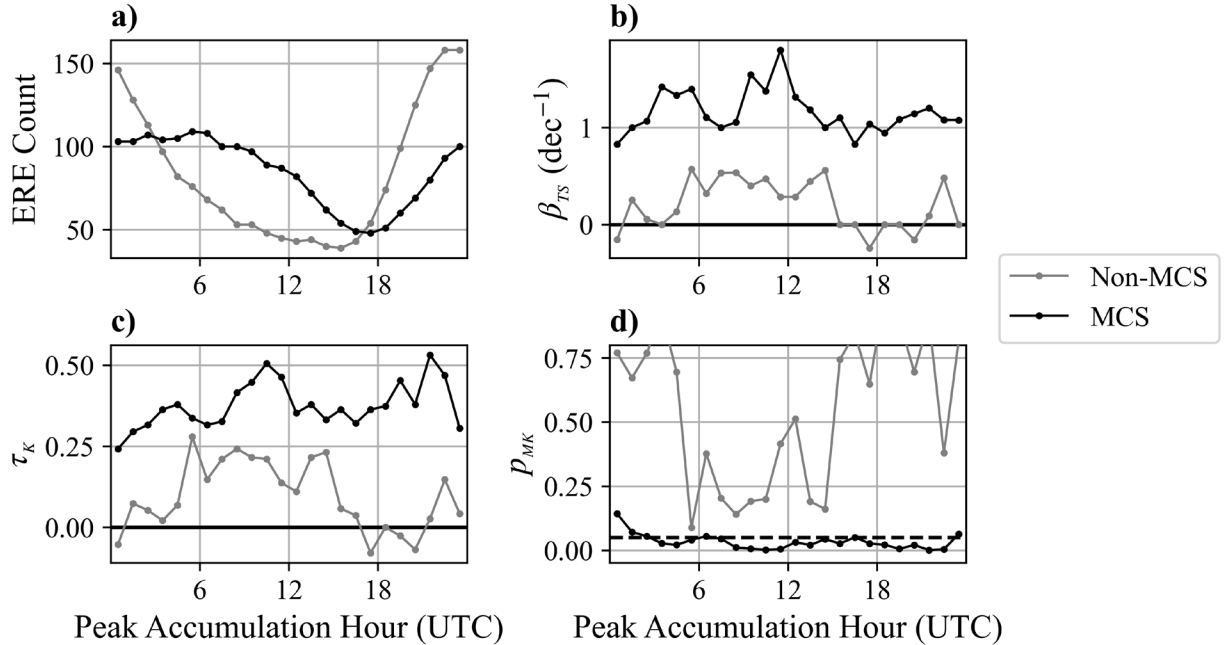 a)
ERE Count
150
100
50
6 12 18
b)
β_TS (dec⁻¹)
1
0
6 12 18
c)
τ_K
0.50
0.25
0.00
6 12 18
Peak Accumulation Hour (UTC)
d)
p_MK
0.75
0.50
0.25
0.00
6 12 18
Peak Accumulation Hour (UTC)
Non-MCS
MCS